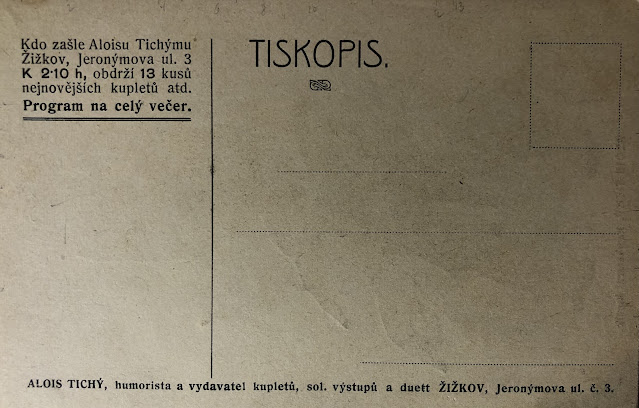 Kdo zašle Aloisu Tichýmu
Žižkov, Jeronýmova ul. 3
K 2·10 h, obdrží 13 kusů
nejnovějších kupletů atd.
Program na celý večer.
TISKOPIS.
ALOIS TICHÝ, humorista a vydavatel kupletů, sol. výstupů a duett ŽIŽKOV, Jeronýmova ul. č. 3.